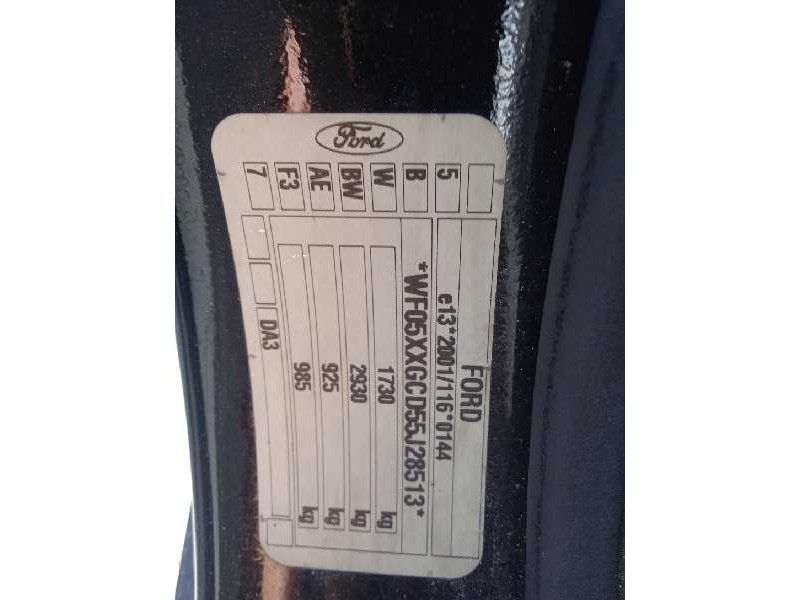 Ford
FORD
e13*2001/116*0144
*WF05XXGCD55J28513*
1730 kg
2930 kg
925 kg
985 kg
DA3
5
B
W
BW
AE
F3
7